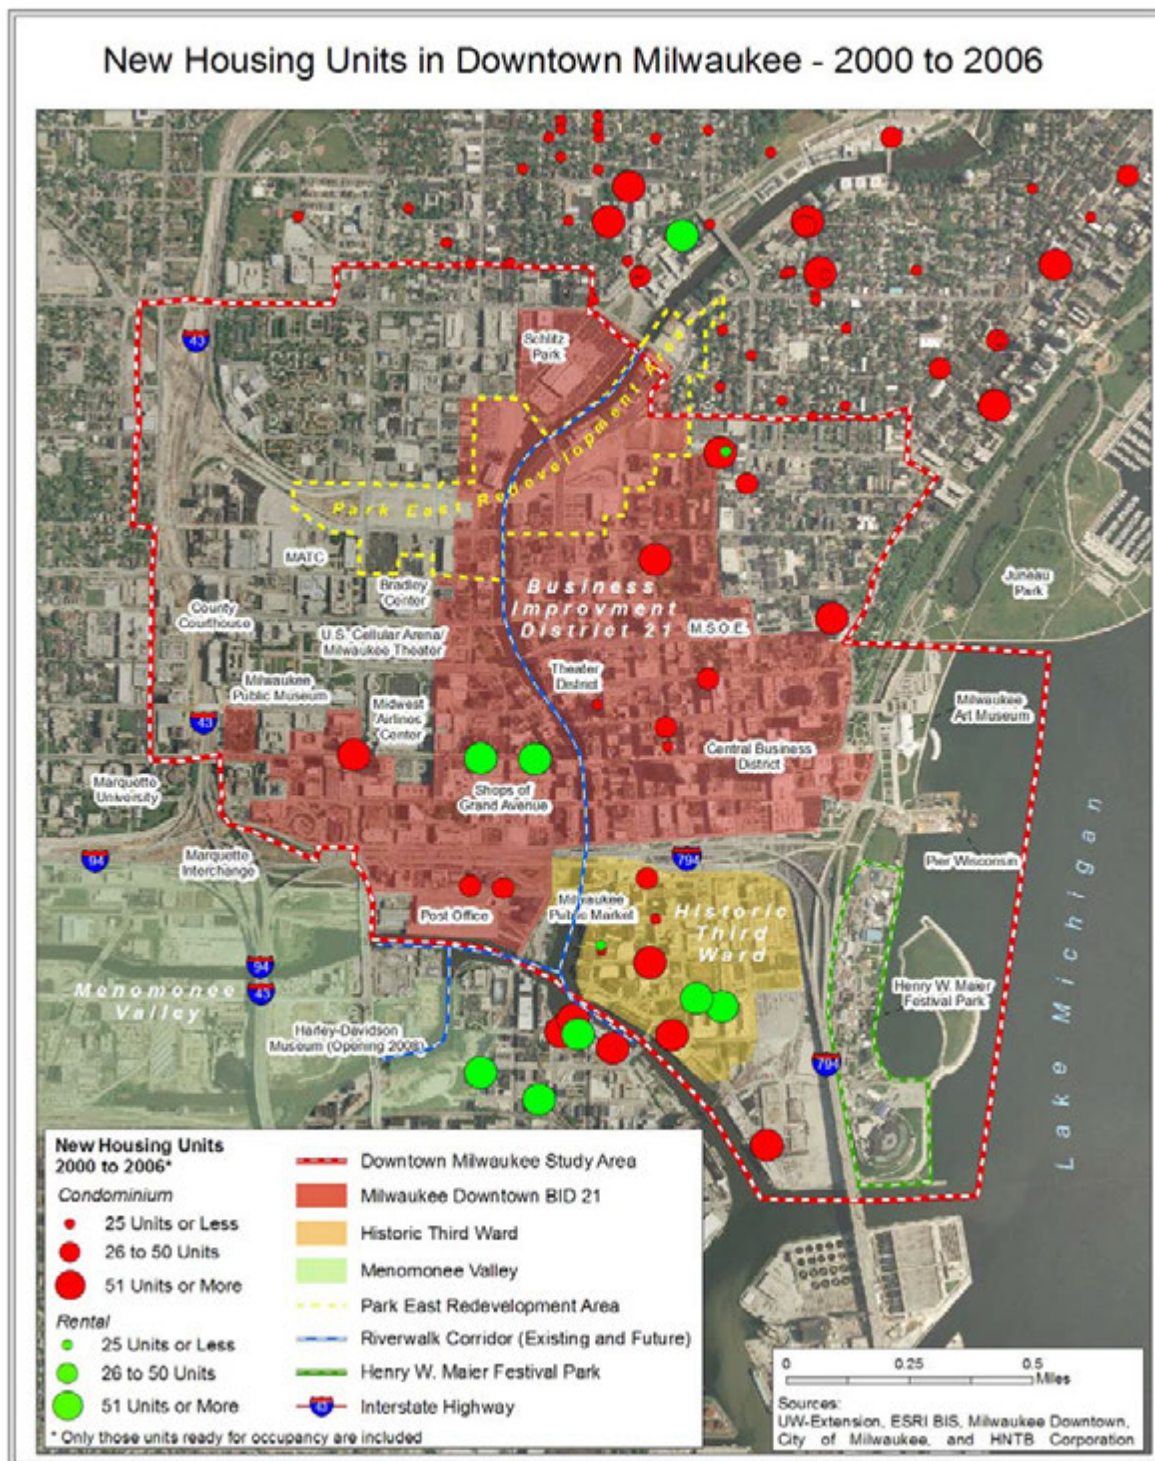 New Housing Units in Downtown Milwaukee - 2000 to 2006
43
Schlitz
Park
Park East Redevelopment Area
MATC
Bradley
Center
Business
Improvment
District 21
Juneau
Park
County
Courthouse
U.S. Cellular Arena/
Milwaukee Theater
M.S.O.E.
Theater
District
Milwaukee
Public Museum
Midwest
Airlines
Center
43
Milwaukee
Art Museum
Central Business
District
Marquette
University
Shops of
Grand Avenue
94
Marquette
Interchange
794
Pier Wisconsin
Post Office
Milwaukee
Public Market
Historic
Third
Ward
94
43
Menomonee
Valley
Henry W. Maier
Festival Park
Harley-Davidson
Museum (Opening 2008)
794
Lake Michigan
New Housing Units
2000 to 2006*
Condominium
25 Units or Less
26 to 50 Units
51 Units or More
Rental
25 Units or Less
26 to 50 Units
51 Units or More
* Only those units ready for occupancy are included
Downtown Milwaukee Study Area
Milwaukee Downtown BID 21
Historic Third Ward
Menomonee Valley
Park East Redevelopment Area
Riverwalk Corridor (Existing and Future)
Henry W. Maier Festival Park
43 Interstate Highway
0 0.25 0.5
Miles
Sources:
UW-Extension, ESRI BIS, Milwaukee Downtown,
City of Milwaukee, and HNTB Corporation